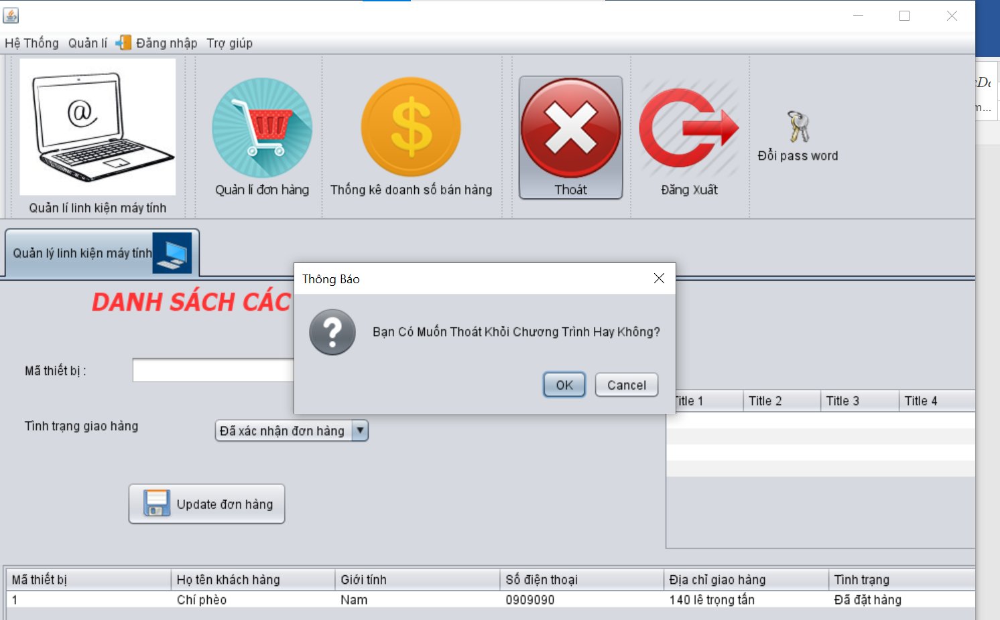 Hệ Thống Quản lí Đăng nhập Trợ giúp
@
$
Quản lí linh kiện máy tính
Quản lí đơn hàng
Thống kê doanh số bán hàng
Thoát
Đăng Xuất
Đổi pass word
m...
Quản lý linh kiện máy tính
DANH SÁCH CÁC
Thông Báo
?
Bạn Có Muốn Thoát Khỏi Chương Trình Hay Không?
OK Cancel
Mã thiết bị :
Tình trạng giao hàng
Đã xác nhận đơn hàng
Update đơn hàng
Title 1 Title 2 Title 3 Title 4
Mã thiết bị Họ tên khách hàng Giới tính Số điện thoại Địa chỉ giao hàng Tình trạng
1 Chí phèo Nam 0909090 140 lê trọng tấn Đã đặt hàng